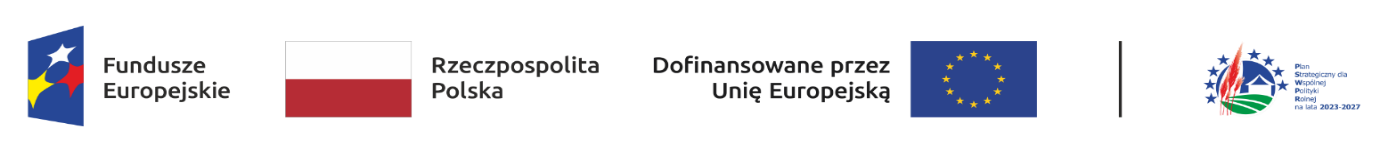 Fundusze
Europejskie
Rzeczpospolita
Polska
Dofinansowane przez
Unię Europejską
Plan
Strategiczny dla
Wspólnej
Polityki
Rolnej
na lata 2023-2027